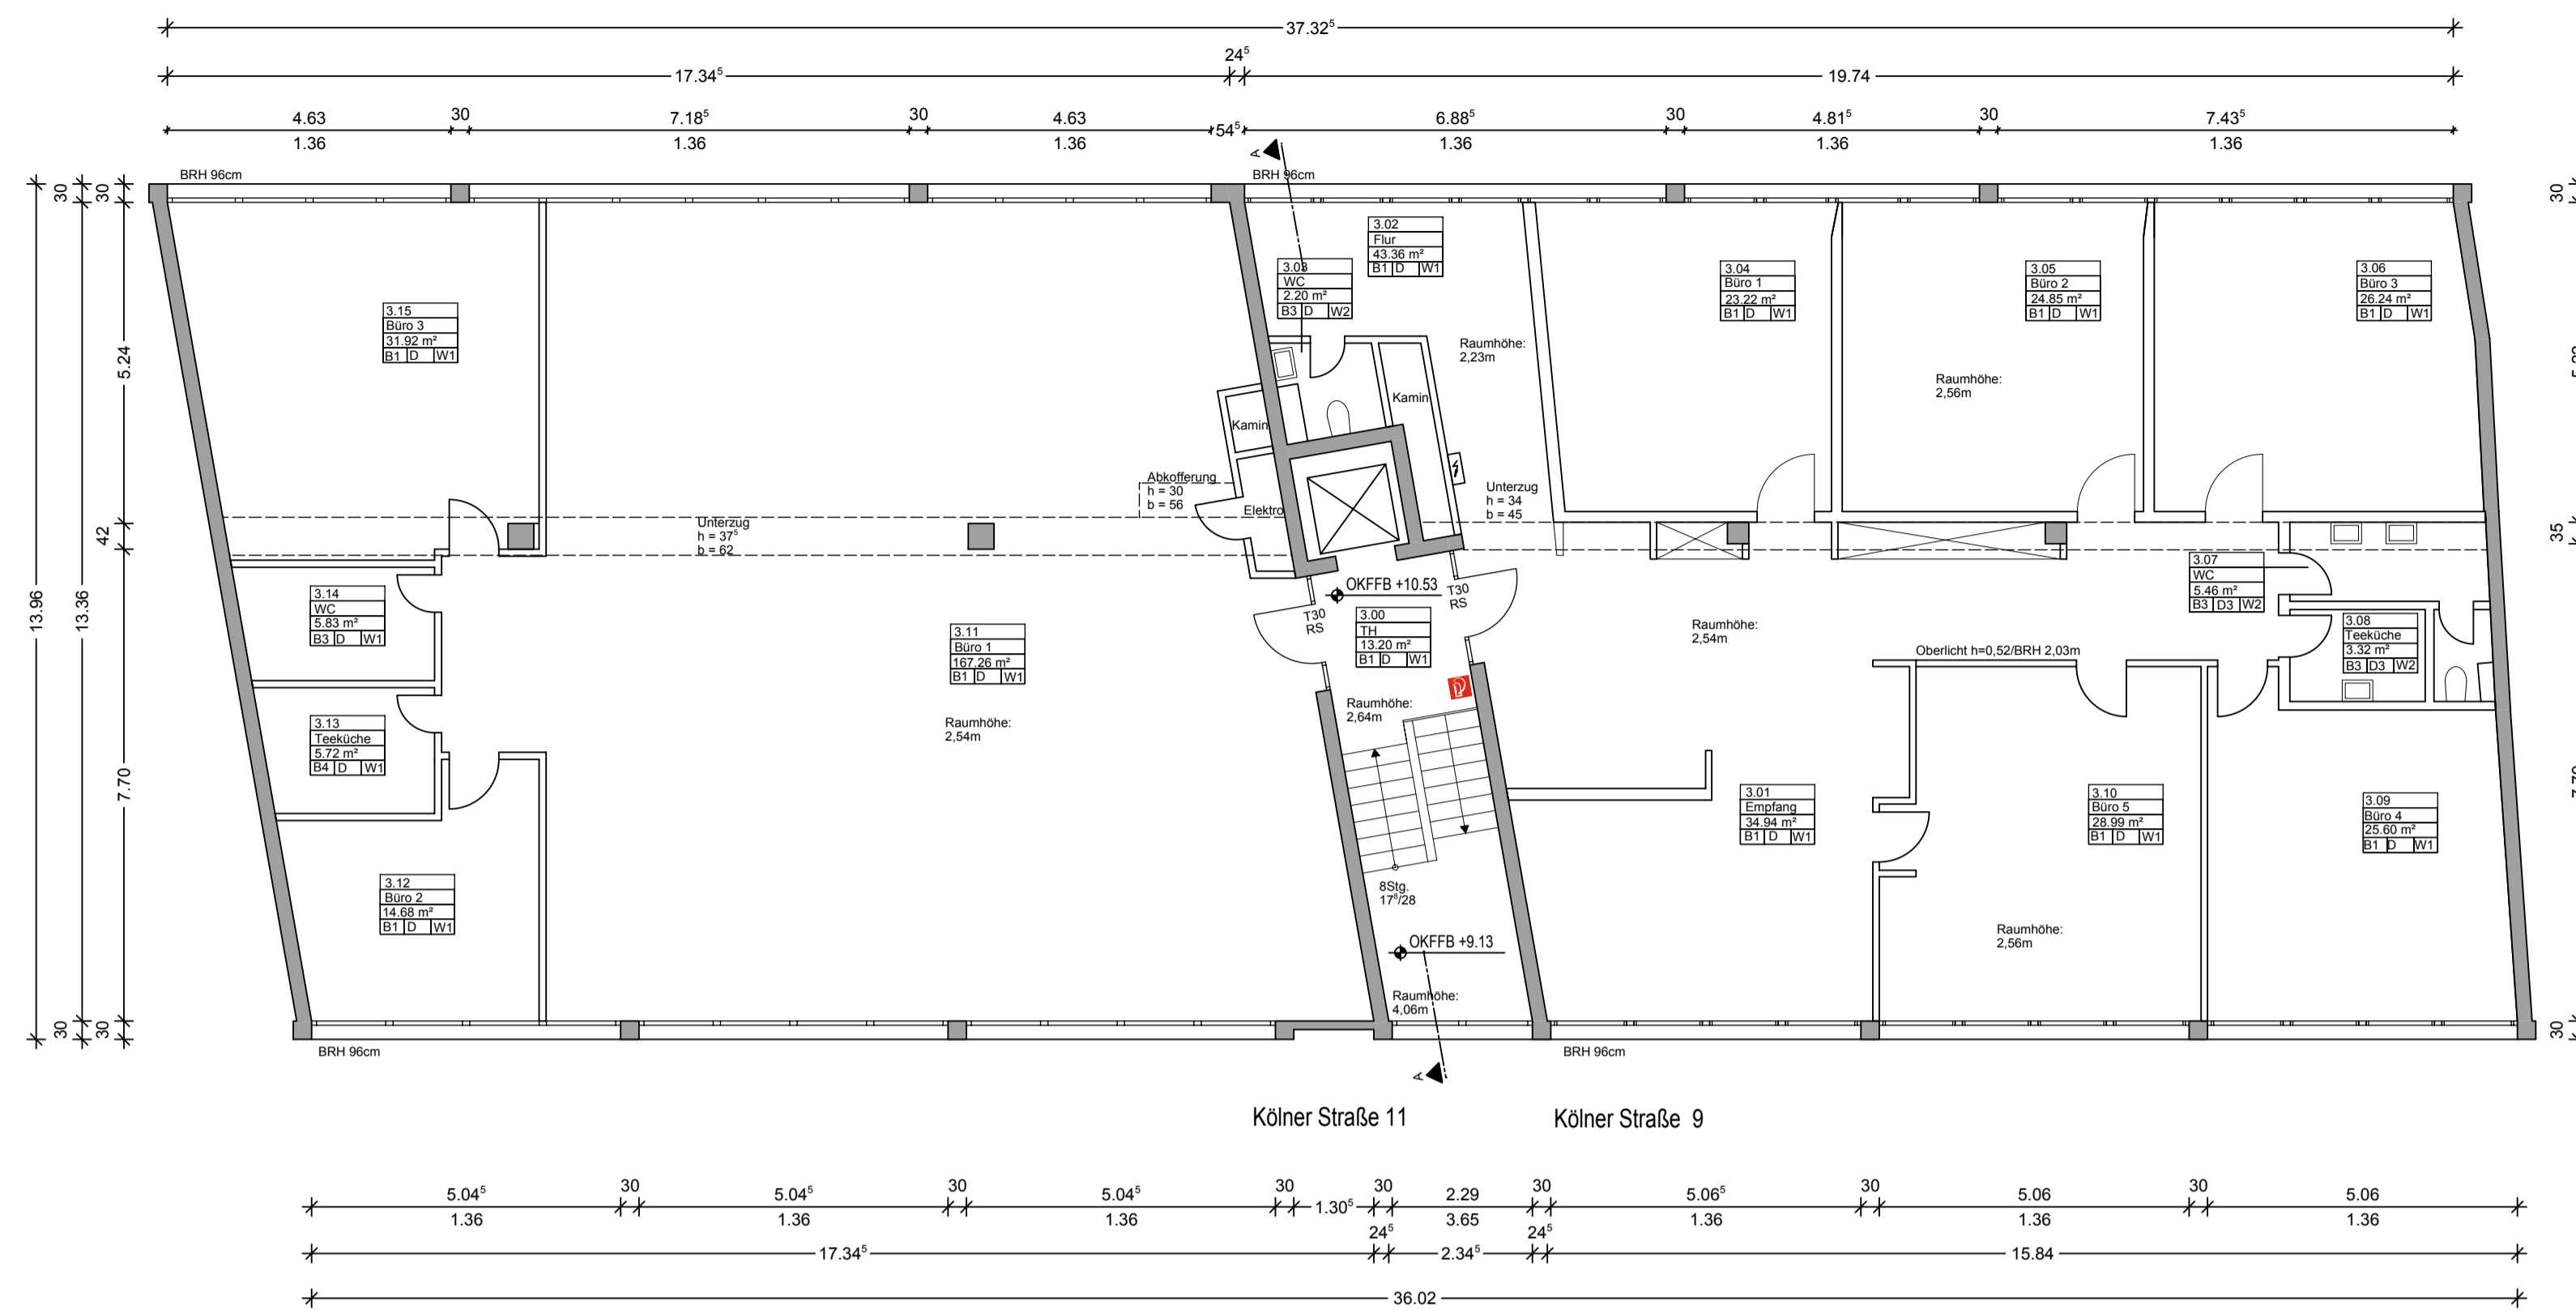 37.32⁵
24⁵
17.34⁵ 19.74
4.63 30 7.18⁵ 30 4.63 54⁵ 6.88⁵ 30 4.81⁵ 30 7.43⁵
1.36 1.36 1.36 1.36 1.36 1.36
A
BRH 96cm
BRH 96cm
30 30 30
30
13.96
13.36
5.24
42
7.70
30 30
35
30
3.02
Flur
43.36 m²
B1 D W1
3.03
WC
2.20 m²
B3 D W2
3.04
Büro 1
23.22 m²
B1 D W1
3.05
Büro 2
24.85 m²
B1 D W1
3.06
Büro 3
26.24 m²
B1 D W1
3.15
Büro 3
31.92 m²
B1 D W1
Raumhöhe:
2,23m
Raumhöhe:
2,56m
Kamin
Kamin
Abkofferung
h = 30
b = 56
Elektro
Unterzug
h = 34
b = 45
Unterzug
h = 37⁵
b = 62
OKFFB +10.53
T30
RS
T30
RS
3.07
WC
5.46 m²
B3 D3 W2
3.14
WC
5.83 m²
B3 D W1
3.11
Büro 1
167.26 m²
B1 D W1
3.00
TH
13.20 m²
B1 D W1
Raumhöhe:
2,54m
3.08
Teeküche
3.32 m²
B3 D3 W2
Oberlicht h=0,52/BRH 2,03m
3.13
Teeküche
5.72 m²
B4 D W1
Raumhöhe:
2,54m
Raumhöhe:
2,64m
3.01
Empfang
34.94 m²
B1 D W1
3.10
Büro 5
28.99 m²
B1 D W1
3.09
Büro 4
25.60 m²
B1 D W1
3.12
Büro 2
14.68 m²
B1 D W1
8Stg.
17⁸/28
Raumhöhe:
2,56m
OKFFB +9.13
Raumhöhe:
4,06m
BRH 96cm
BRH 96cm
A
Kölner Straße 11 Kölner Straße 9
5.04⁵ 30 5.04⁵ 30 5.04⁵ 30 1.30⁵ 30 2.29 30 5.06⁵ 30 5.06 30 5.06
1.36 1.36 1.36 3.65 1.36 1.36 1.36
24⁵ 24⁵
17.34⁵ 2.34⁵ 15.84
36.02